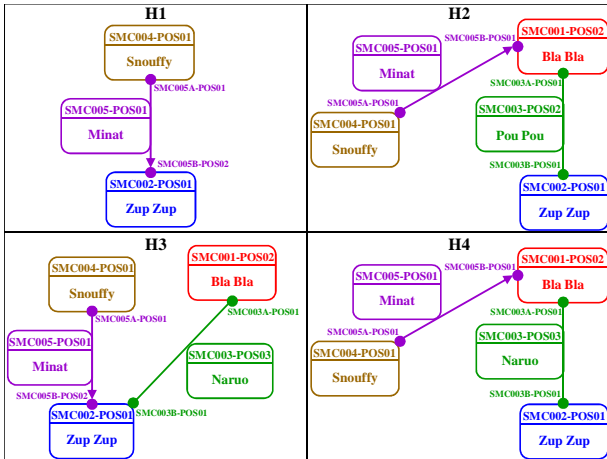 H1
SMC004-POS01
Snouffy
SMC005A-POS01
SMC005-POS01
Minat
SMC005B-POS02
SMC002-POS01
Zup Zup
H2
SMC001-POS02
SMC005B-POS01
Bla Bla
SMC005-POS01
Minat
SMC003A-POS01
SMC005A-POS01
SMC003-POS02
Pou Pou
SMC004-POS01
Snouffy
SMC003B-POS01
SMC002-POS01
Zup Zup
H3
SMC001-POS02
Bla Bla
SMC004-POS01
Snouffy
SMC003A-POS01
SMC005A-POS01
SMC005-POS01
Minat
SMC003-POS03
Naruo
SMC005B-POS02
SMC002-POS01
SMC003B-POS01
Zup Zup
H4
SMC001-POS02
SMC005B-POS01
Bla Bla
SMC005-POS01
Minat
SMC003A-POS01
SMC005A-POS01
SMC003-POS03
Naruo
SMC004-POS01
Snouffy
SMC003B-POS01
SMC002-POS01
Zup Zup